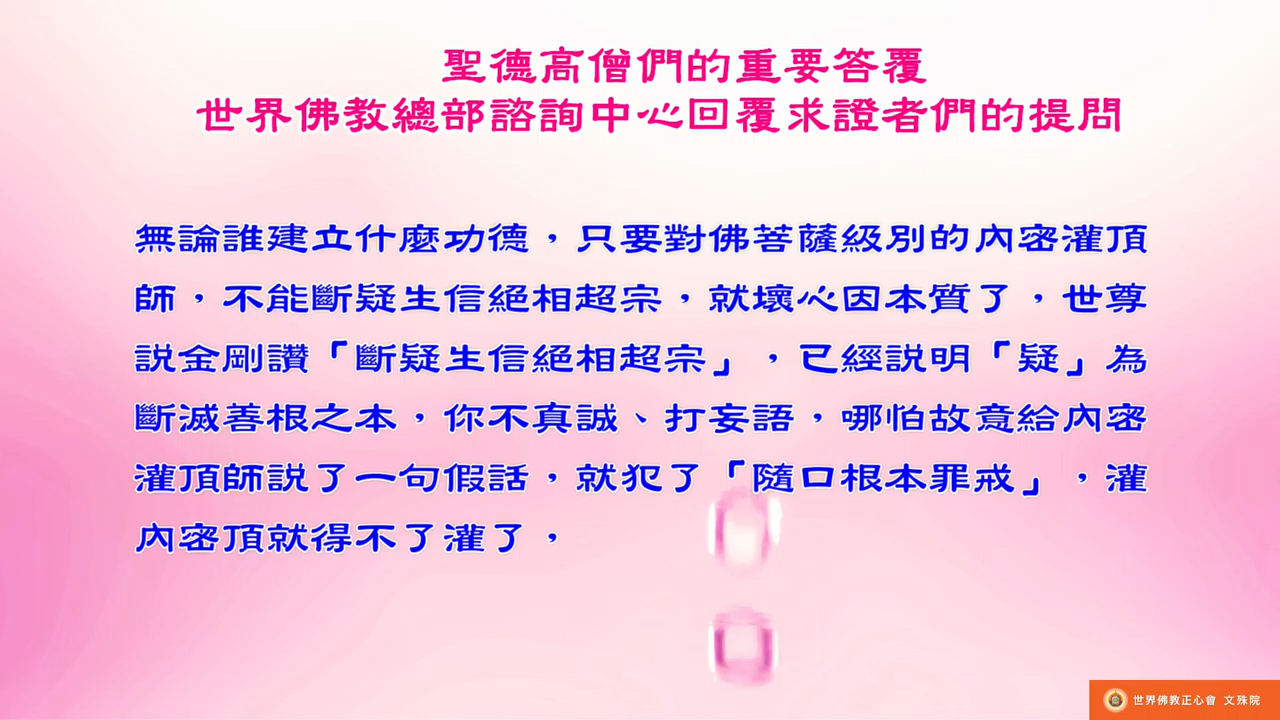 聖德高僧們的重要答覆
世界佛教總部諮詢中心回覆求證者們的提問
無論誰建立什麼功德，只要對佛菩薩級別的內密灌頂
師，不能斷疑生信絕相超宗，就壞心因本質了，世尊
說金剛讚「斷疑生信絕相超宗」，已經說明「疑」為
斷滅善根之本，你不真誠、打妄語，哪怕故意給內密
灌頂師說了一句假話，就犯了「隨口根本罪戒」，灌
內密頂就得不了灌了，
世界佛教正心會 文殊院